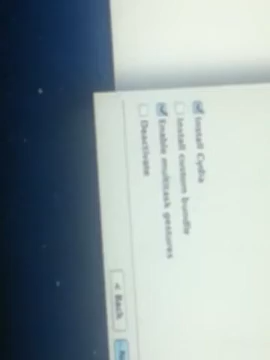 Install Cydia
Install custom bundle
Enable multitask gestures
Deactivate
< Back